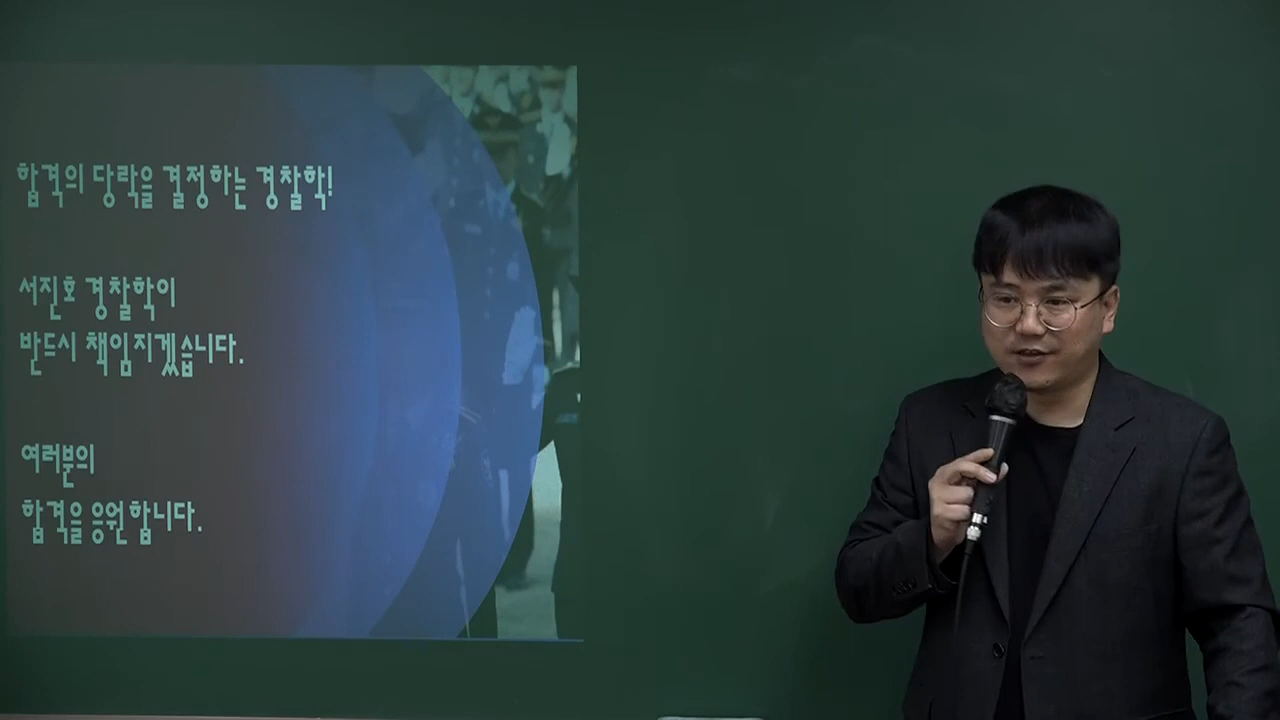 합격의 당락을 결정하는 경찰학!
서진호 경찰학이
반드시 책임지겠습니다.
여러분의
합격을 응원합니다.